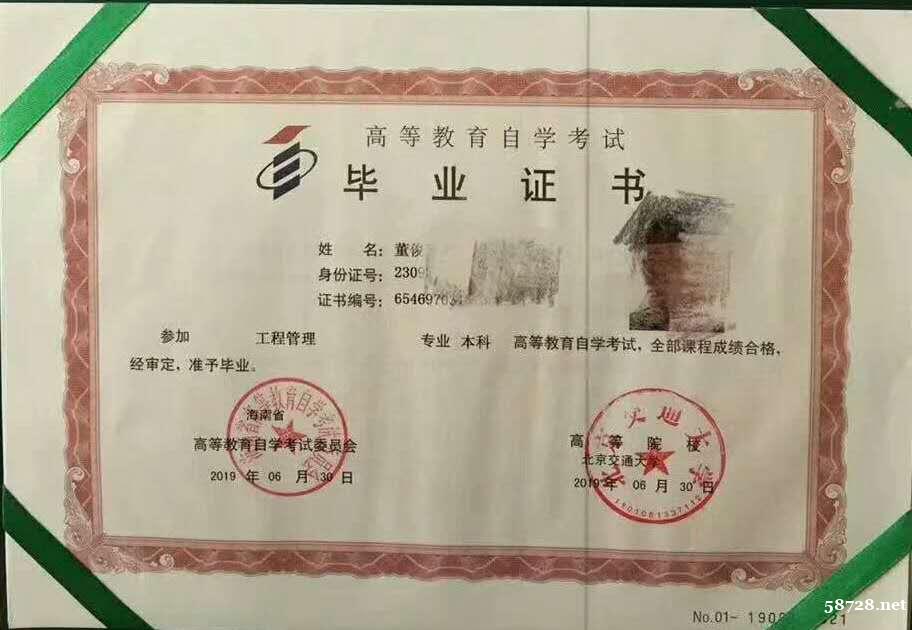 高等教育自学考试
毕业证书
姓 名：董俊
身份证号：2309
证书编号：65469763
参加 工程管理 专业 本科 高等教育自学考试，全部课程成绩合格，
经审定，准予毕业。
海南省
高等教育自学考试委员会
2019 年 06 月 30 日
高 等 院 校
北京交通大学
2019 年 06 月 30 日
No.01- 190
21
58728.net